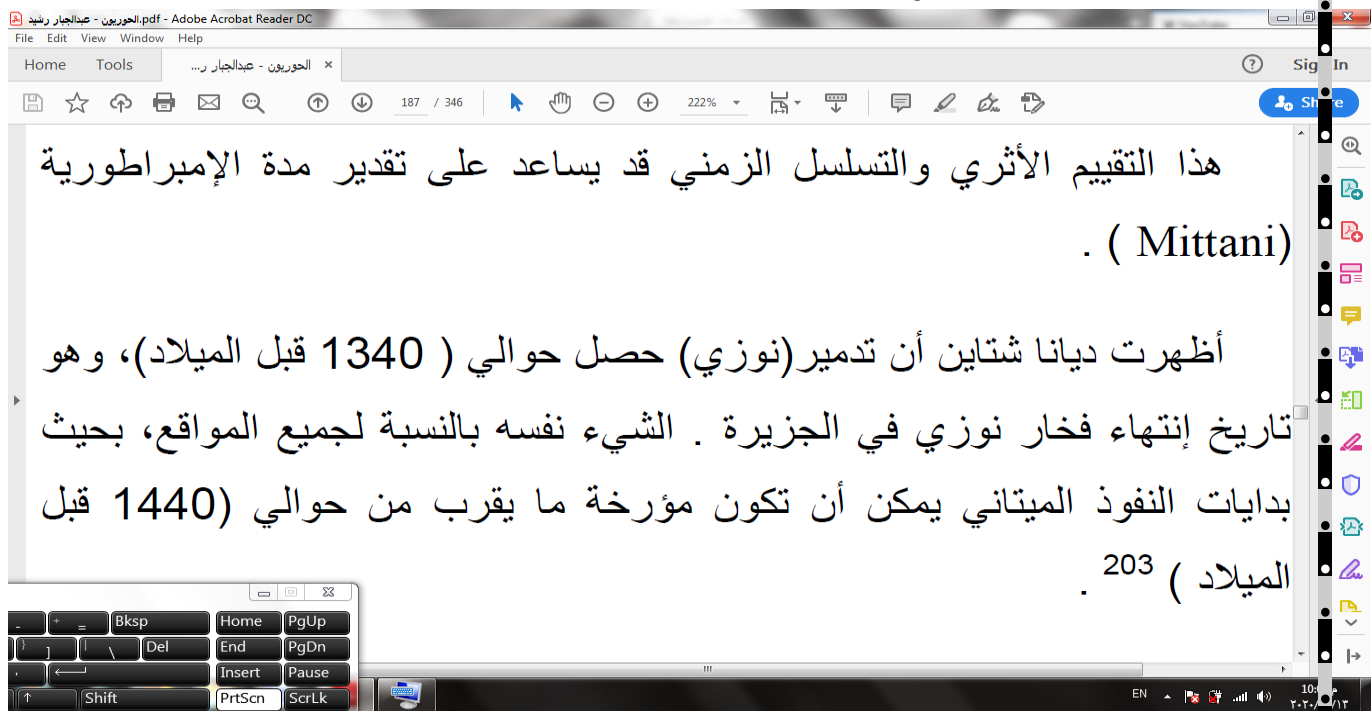 الحوريون - عبدالجبار رشيد.pdf - Adobe Acrobat Reader DC
File Edit View Window Help
Home Tools الحوريون - عبدالجبار ر... × Sig In
187 / 346 222% Sh re
هذا التقييم الأثري والتسلسل الزمني قد يساعد على تقدير مدة الإمبراطورية
(Mittani ) .
أظهرت ديانا شتاين أن تدمير(نوزي) حصل حوالي ( 1340 قبل الميلاد)، وهو
تاريخ إنتهاء فخار نوزي في الجزيرة . الشيء نفسه بالنسبة لجميع المواقع، بحيث
بدايات النفوذ الميتاني يمكن أن تكون مؤرخة ما يقرب من حوالي (1440 قبل
الميلاد ) 203 .
- + = Bksp Home PgUp
} ] | \ Del End PgDn
Insert Pause
↑ Shift PrtScn ScrLk
EN